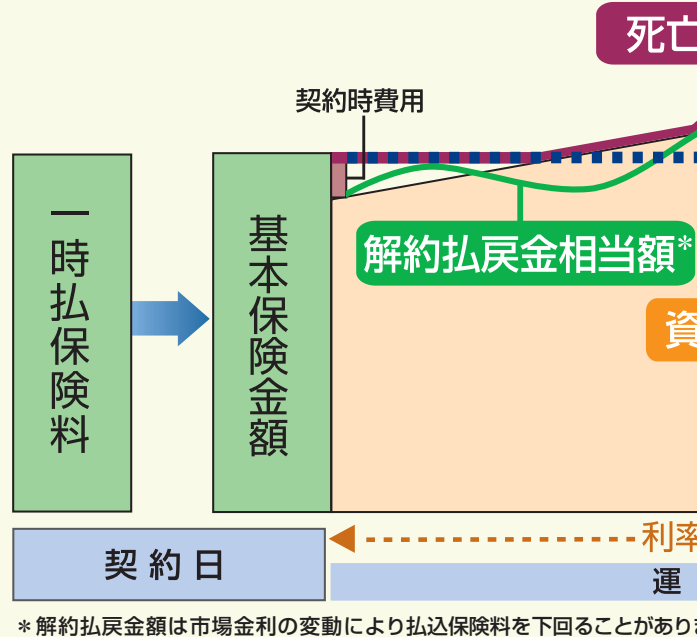 死亡
契約時費用
一時払保険料
基本保険金額
解約払戻金相当額*
資
利率
運
契約日
*解約払戻金額は市場金利の変動により払込保険料を下回ることがあり